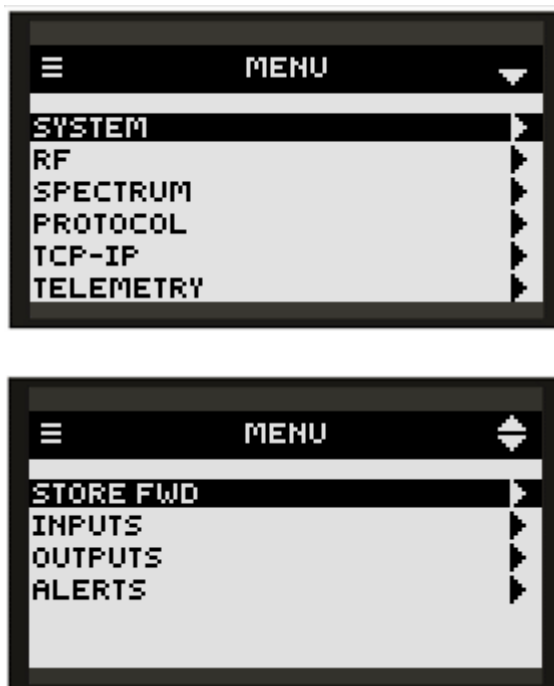 MENU
SYSTEM
RF
SPECTRUM
PROTOCOL
TCP-IP
TELEMETRY
MENU
STORE FWD
INPUTS
OUTPUTS
ALERTS